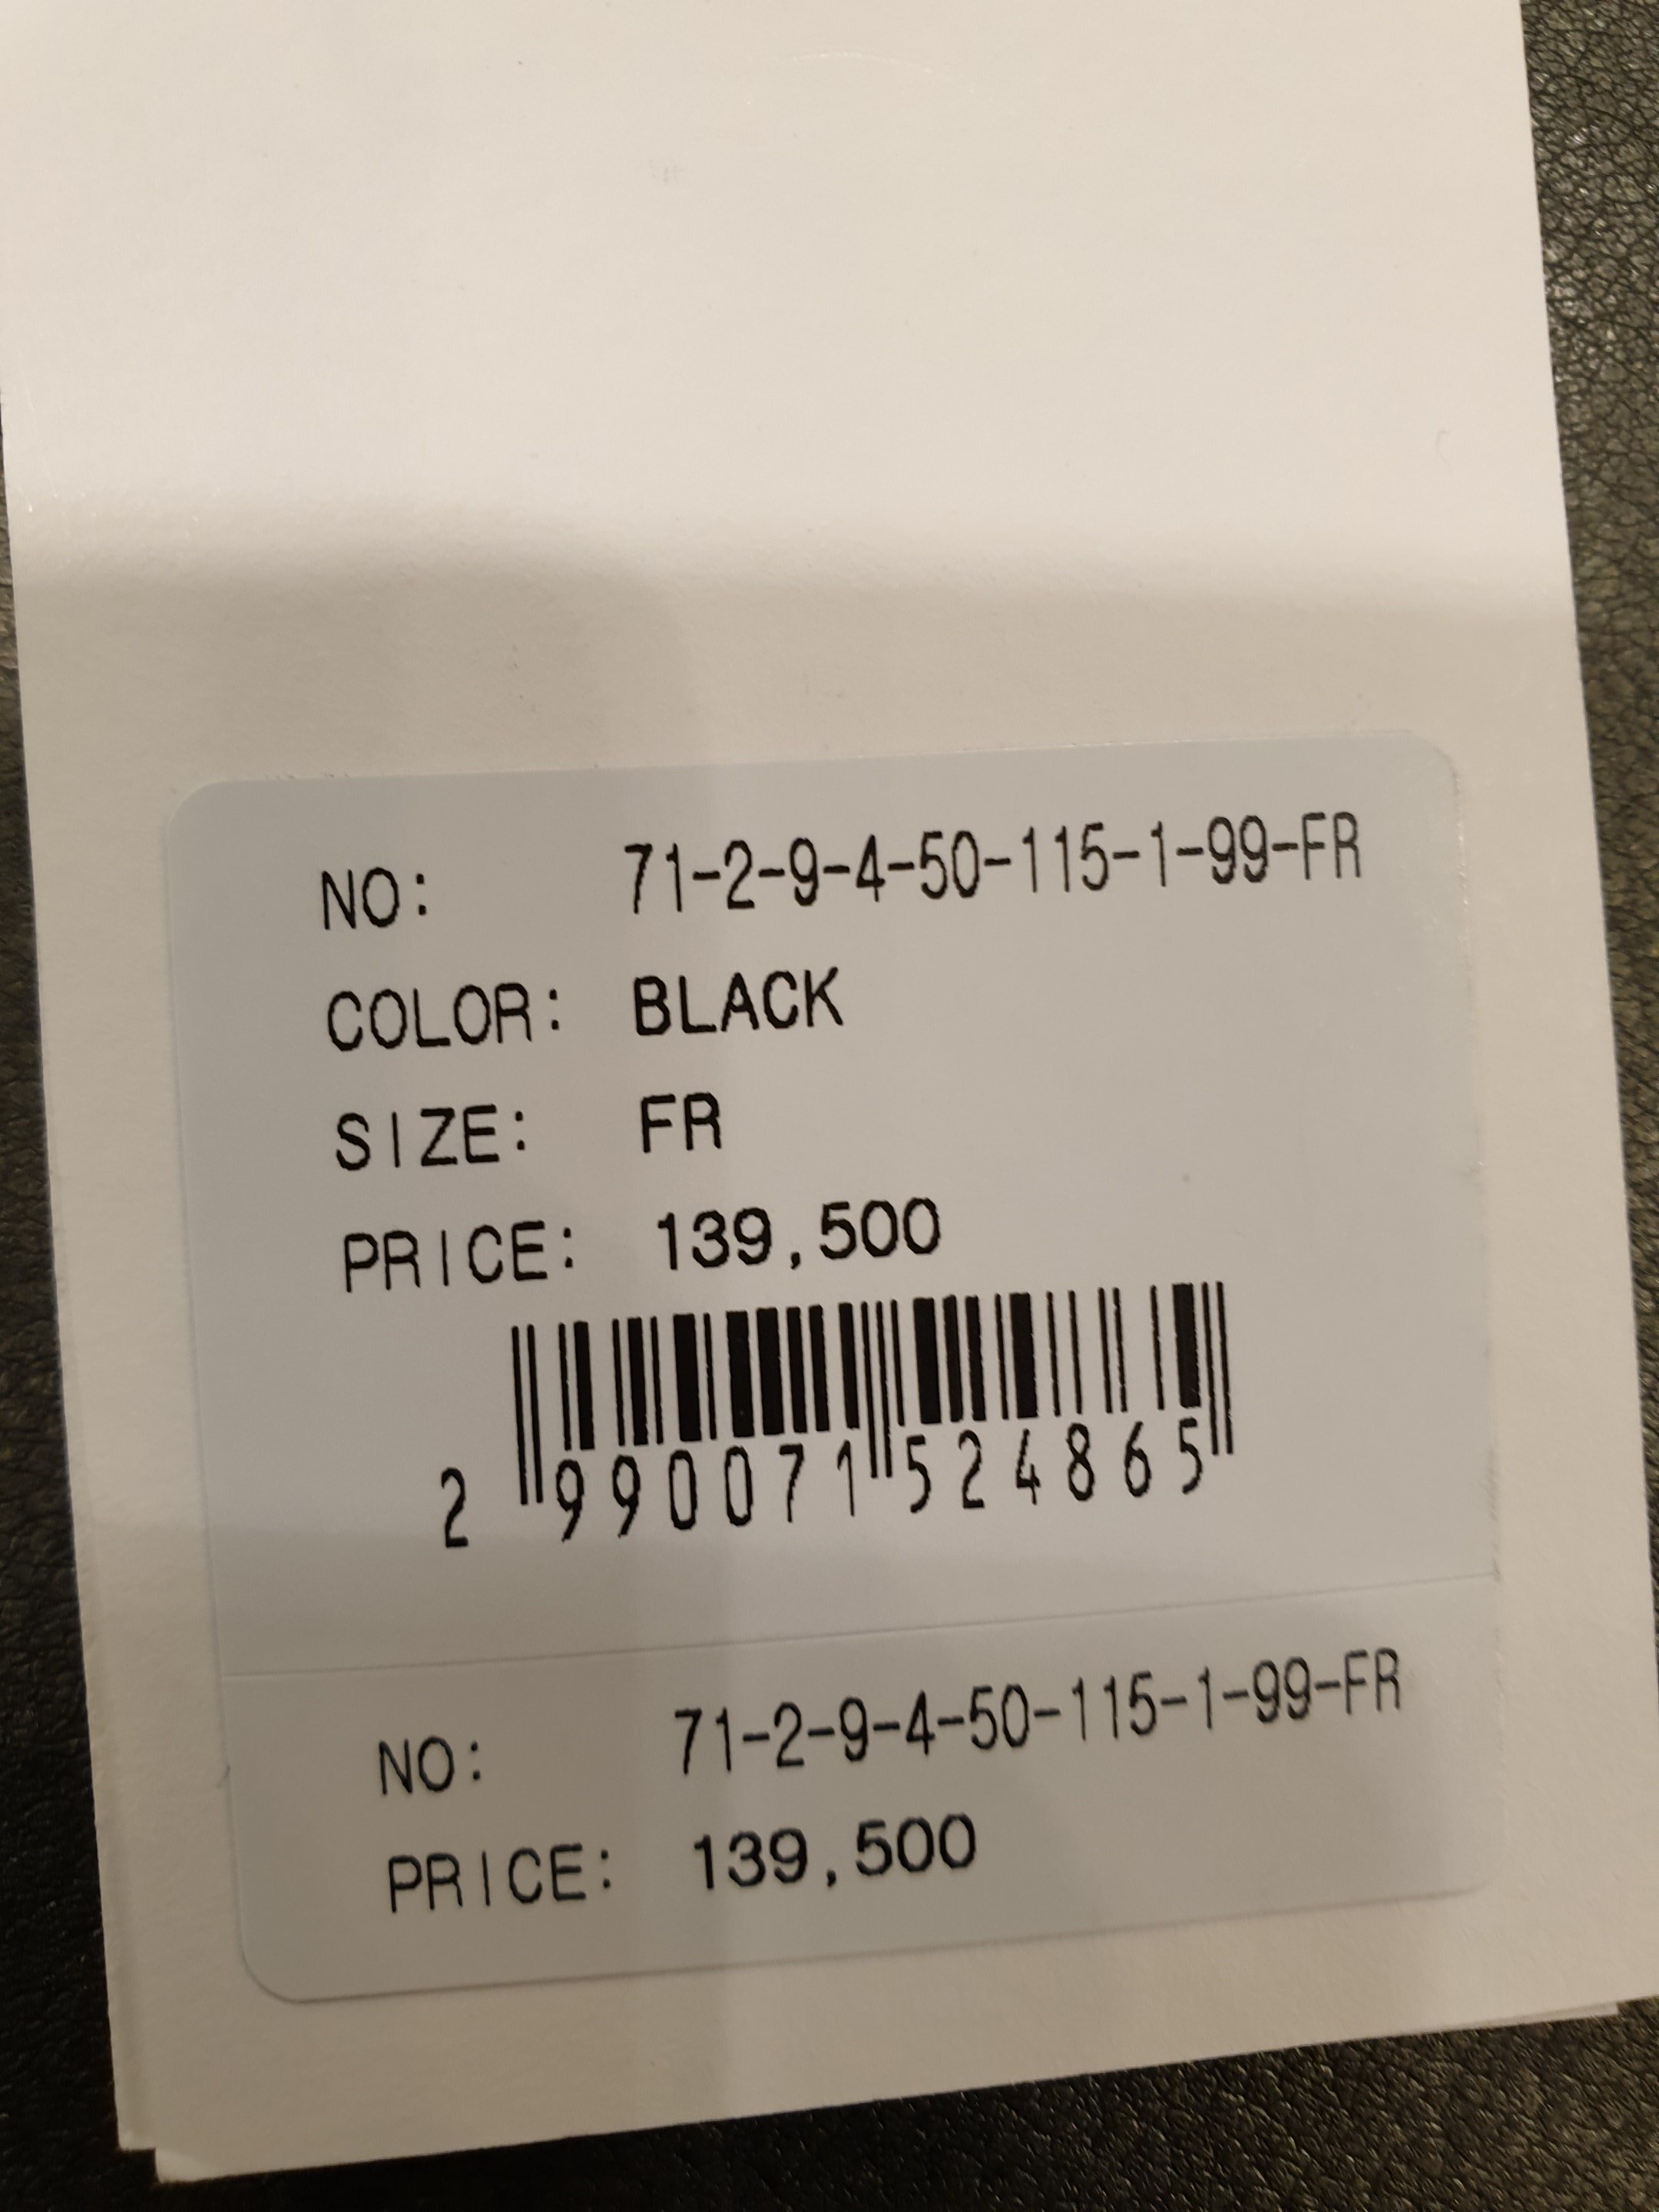 NO: 71-2-9-4-50-115-1-99-FR
COLOR: BLACK
SIZE: FR
PRICE: 139,500
2 990071 524865
NO: 71-2-9-4-50-115-1-99-FR
PRICE: 139,500